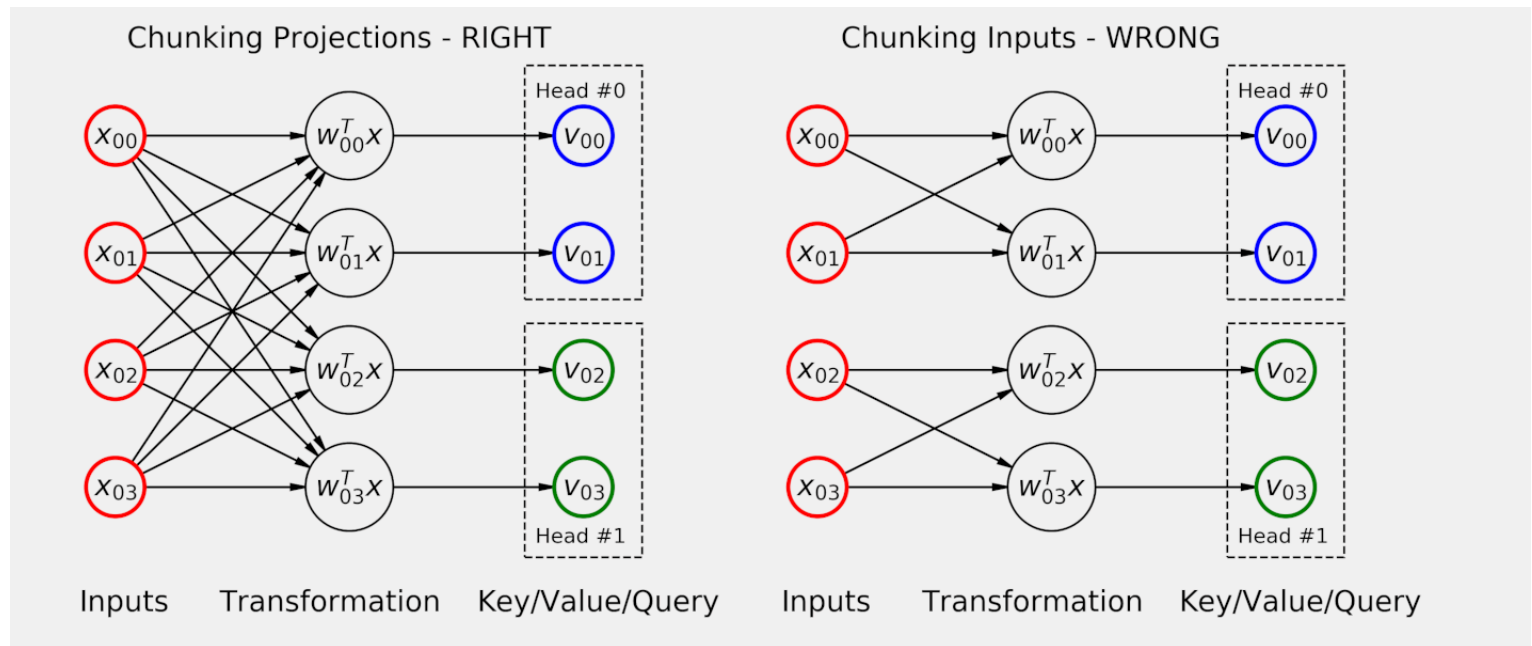 Chunking Projections - RIGHT
Head #0
x₀₀ w₀₀ᵀx v₀₀
x₀₁ w₀₁ᵀx v₀₁
x₀₂ w₀₂ᵀx v₀₂
x₀₃ w₀₃ᵀx v₀₃
Head #1
Inputs Transformation Key/Value/Query
Chunking Inputs - WRONG
Head #0
x₀₀ w₀₀ᵀx v₀₀
x₀₁ w₀₁ᵀx v₀₁
x₀₂ w₀₂ᵀx v₀₂
x₀₃ w₀₃ᵀx v₀₃
Head #1
Inputs Transformation Key/Value/Query